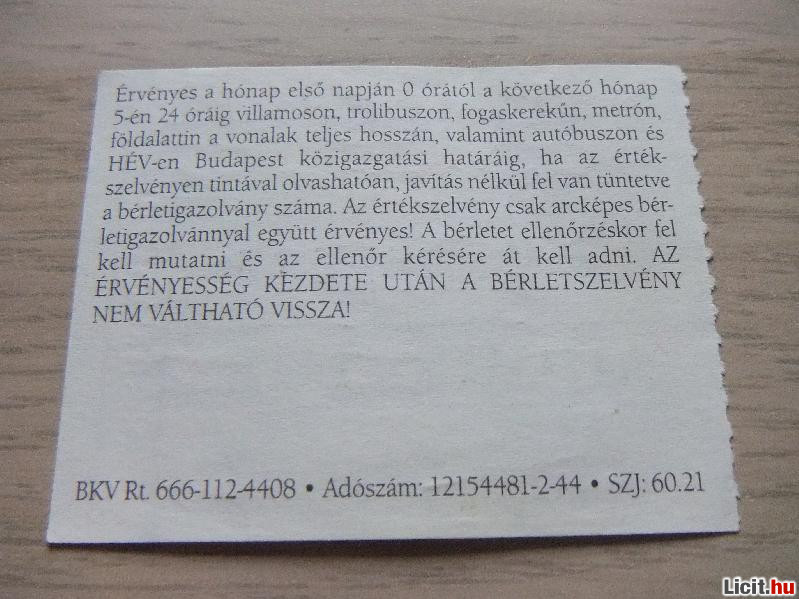 Érvényes a hónap első napján 0 órától a következő hónap
5-én 24 óráig villamoson, trolibuszon, fogaskerekűn, metrón,
földalattin a vonalak teljes hosszán, valamint autóbuszon és
HÉV-en Budapest közigazgatási határáig, ha az érték-
szelvényen tintával olvashatóan, javítás nélkül fel van tüntetve
a bérletigazolvány száma. Az értékszelvény csak arcképes bér-
letigazolvánnyal együtt érvényes! A bérletet ellenőrzéskor fel
kell mutatni és az ellenőr kérésére át kell adni. AZ
ÉRVÉNYESSÉG KEZDETE UTÁN A BÉRLETSZELVÉNY
NEM VÁLTHATÓ VISSZA!
BKV Rt. 666-112-4408 • Adószám: 12154481-2-44 • SZJ: 60.21
Licit.hu